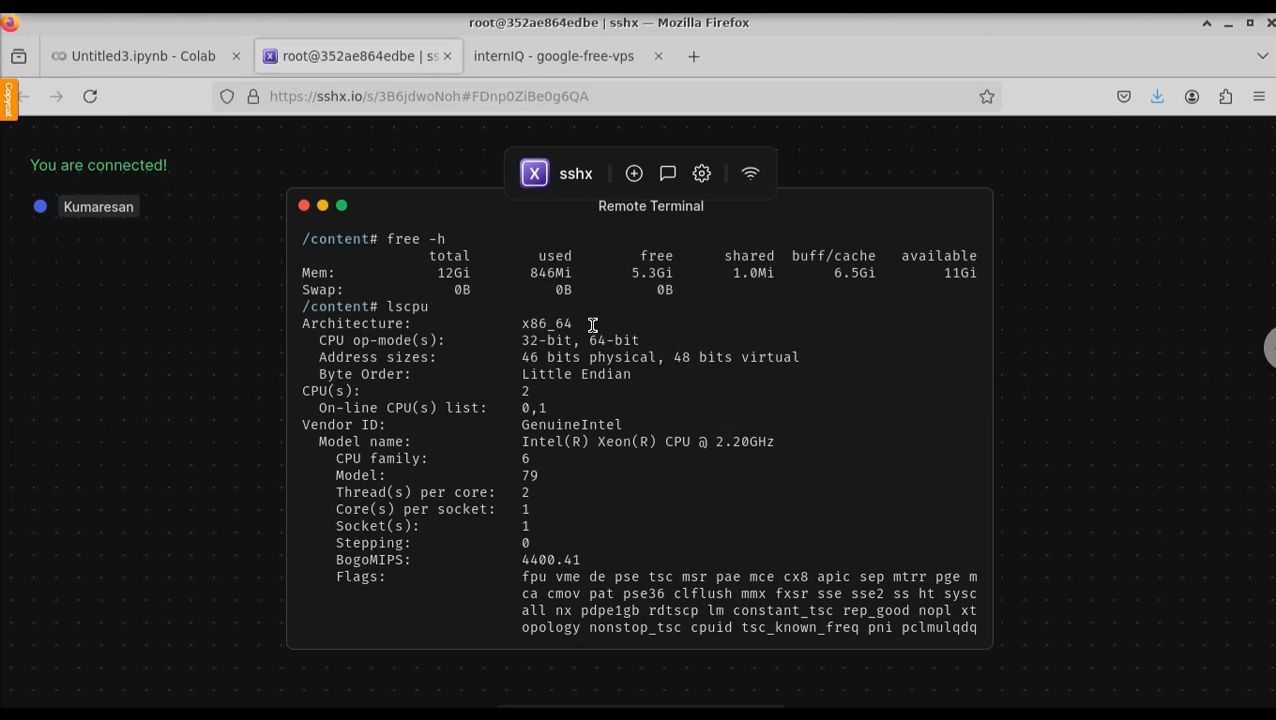 root@352ae864edbe | sshx — Mozilla Firefox
Untitled3.ipynb - Colab
root@352ae864edbe | ss
internIQ - google-free-vps
Copycat
https://sshx.io/s/3B6jdwoNoh#FDnp0ZiBe0g6QA
You are connected!
X sshx
Kumaresan
Remote Terminal
/content# free -h
total used free shared buff/cache available
Mem: 12Gi 846Mi 5.3Gi 1.0Mi 6.5Gi 11Gi
Swap: 0B 0B 0B
/content# lscpu
Architecture: x86_64
CPU op-mode(s): 32-bit, 64-bit
Address sizes: 46 bits physical, 48 bits virtual
Byte Order: Little Endian
CPU(s): 2
On-line CPU(s) list: 0,1
Vendor ID: GenuineIntel
Model name: Intel(R) Xeon(R) CPU @ 2.20GHz
CPU family: 6
Model: 79
Thread(s) per core: 2
Core(s) per socket: 1
Socket(s): 1
Stepping: 0
BogoMIPS: 4400.41
Flags: fpu vme de pse tsc msr pae mce cx8 apic sep mtrr pge m
ca cmov pat pse36 clflush mmx fxsr sse sse2 ss ht sysc
all nx pdpe1gb rdtscp lm constant_tsc rep_good nopl xt
opology nonstop_tsc cpuid tsc_known_freq pni pclmulqdq